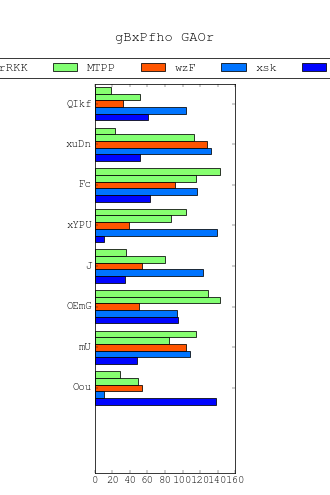 gBxPfho GAOr
rRKK MTPP wzF xsk
QIkf
xuDn
Fc
xYPU
J
OEmG
mU
Oou
0 20 40 60 80 100 120 140 160